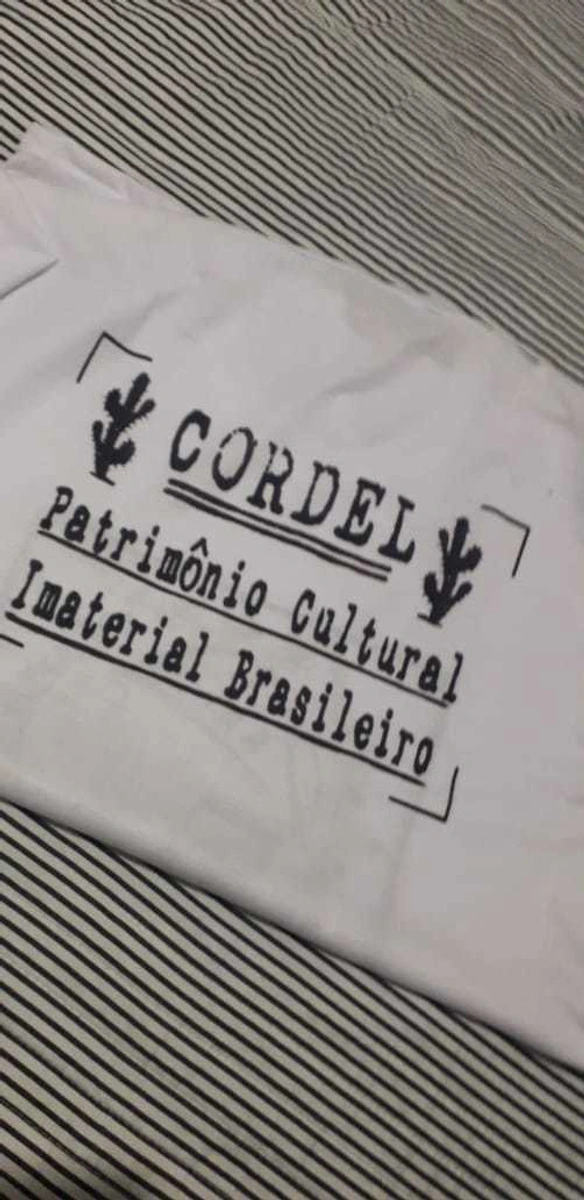 CORDEL
Patrimônio Cultural
Imaterial Brasileiro